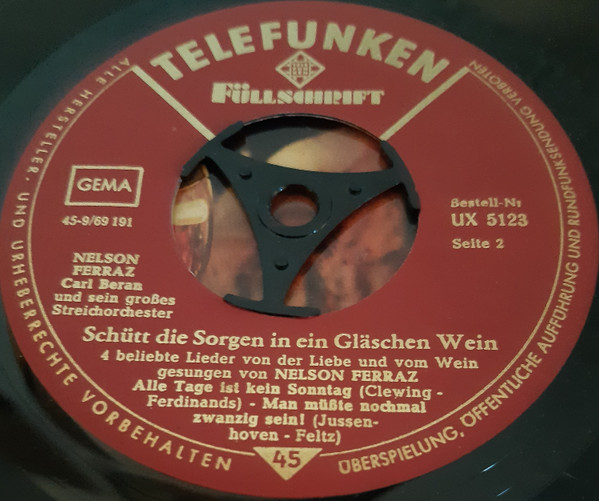 TELEFUNKEN
FÜLLSCHRIFT
GEMA
45-9/69 191
Bestell-Nr
UX 5123
Seite 2
NELSON
FERRAZ
Carl Beran
und sein großes
Streichorchester
Schütt die Sorgen in ein Gläschen Wein
4 beliebte Lieder von der Liebe und vom Wein
gesungen von NELSON FERRAZ
Alle Tage ist kein Sonntag (Clewing -
Ferdinands) - Man müßte nochmal
zwanzig sein! (Jussen-
hoven - Feltz)
45
ALLE HERSTELLER- UND URHEBERRECHTE VORBEHALTEN
ÜBERSPIELUNG, ÖFFENTLICHE AUFFÜHRUNG UND RUNDFUNKSENDUNG VERBOTEN